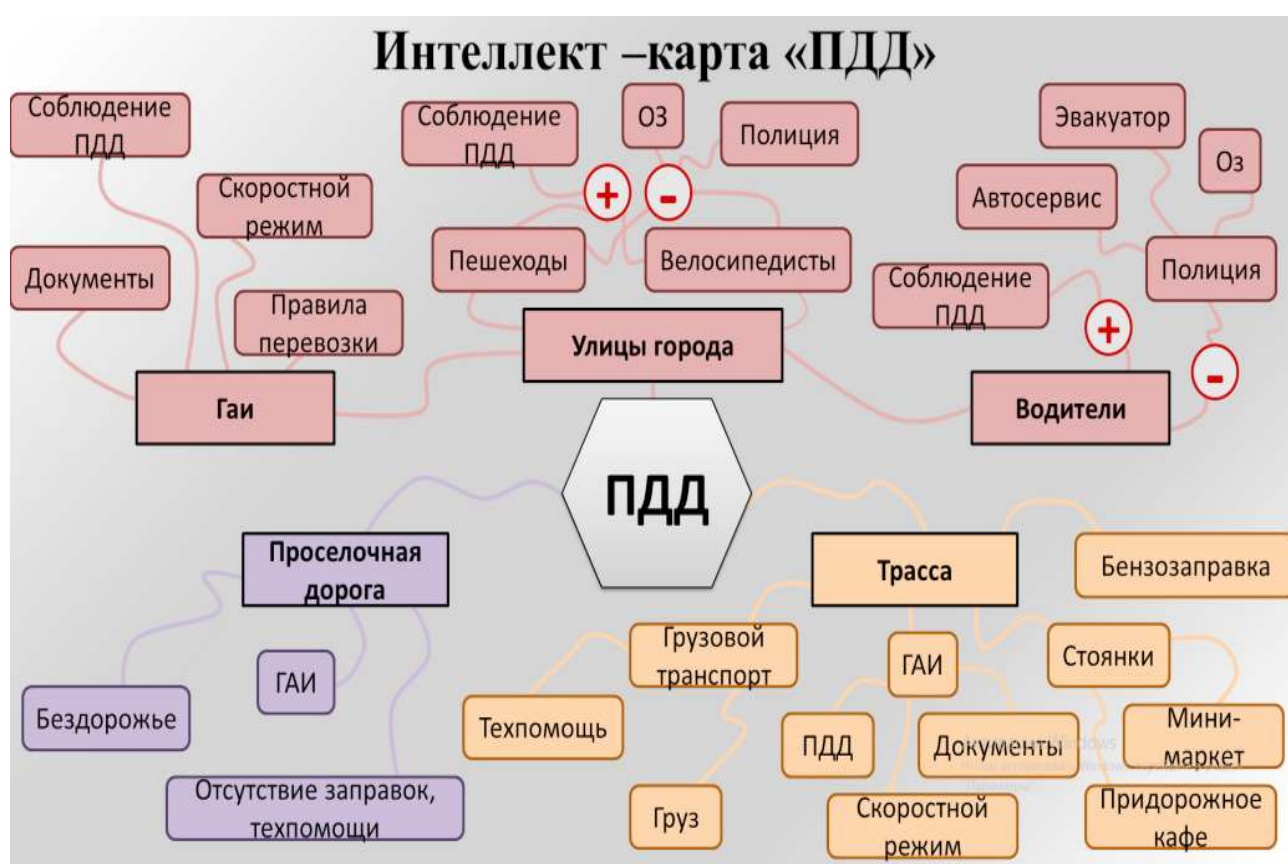 Интеллект –карта «ПДД»
Соблюдение
ПДД
Скоростной
режим
Документы
Правила
перевозки
Гаи
Соблюдение
ПДД
ОЗ
Полиция
+
-
Пешеходы
Велосипедисты
Улицы города
Эвакуатор
Оз
Автосервис
Полиция
Соблюдение
ПДД
+
-
Водители
ПДД
Проселочная
дорога
ГАИ
Бездорожье
Отсутствие заправок,
техпомощи
Трасса
Бензозаправка
Грузовой
транспорт
ГАИ
Стоянки
Техпомощь
ПДД
Документы
Мини-
маркет
Груз
Скоростной
режим
Придорожное
кафе